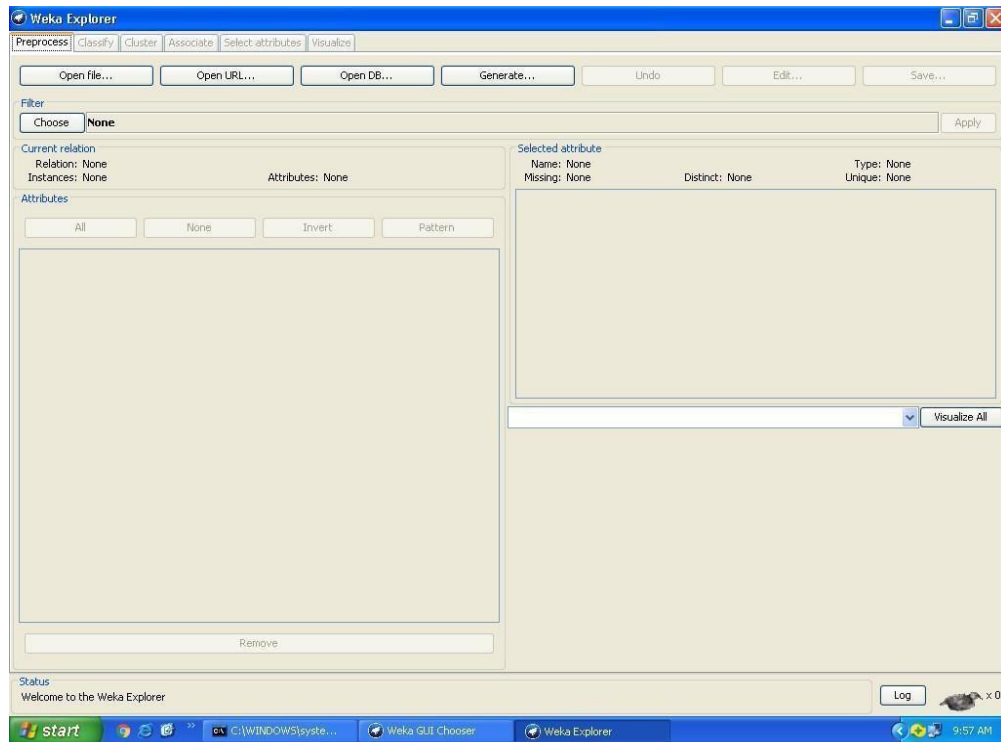 Weka Explorer
Preprocess Classify Cluster Associate Select attributes Visualize
Open file... Open URL... Open DB... Generate... Undo Edit... Save...
Filter
Choose None Apply
Current relation
Relation: None
Instances: None Attributes: None
Attributes
All None Invert Pattern
Remove
Selected attribute
Name: None Type: None
Missing: None Distinct: None Unique: None
Visualize All
Status
Welcome to the Weka Explorer
Log x 0
start C:\WINDOWS\syste... Weka GUI Chooser Weka Explorer 9:57 AM